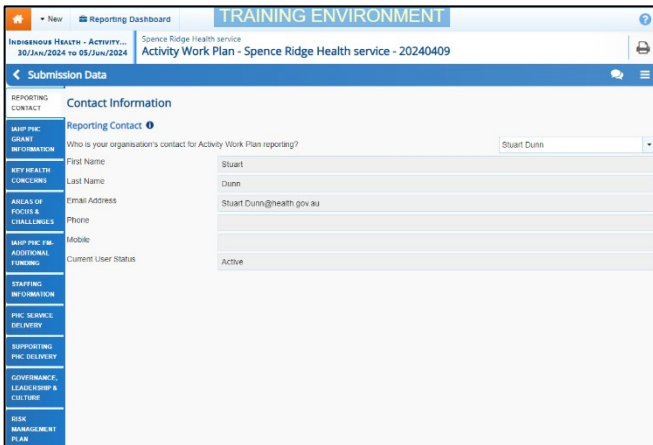 New
Reporting Dashboard
TRAINING ENVIRONMENT
?
INDIGENOUS HEALTH - ACTIVITY...
30/JAN/2024 TO 05/JUN/2024
Spence Ridge Health service
Activity Work Plan - Spence Ridge Health service - 20240409
Submission Data
REPORTING
CONTACT
IAHP PHC
GRANT
INFORMATION
KEY HEALTH
CONCERNS
AREAS OF
FOCUS &
CHALLENGES
IAHP PHC FM-
ADDITIONAL
FUNDING
STAFFING
INFORMATION
PHC SERVICE
DELIVERY
SUPPORTING
PHC DELIVERY
GOVERNANCE,
LEADERSHIP &
CULTURE
RISK
MANAGEMENT
PLAN
Contact Information
Reporting Contact
Who is your organisation's contact for Activity Work Plan reporting?
Stuart Dunn
First Name
Stuart
Last Name
Dunn
Email Address
Stuart Dunn@health gov.au
Phone
Mobile
Current User Status
Active